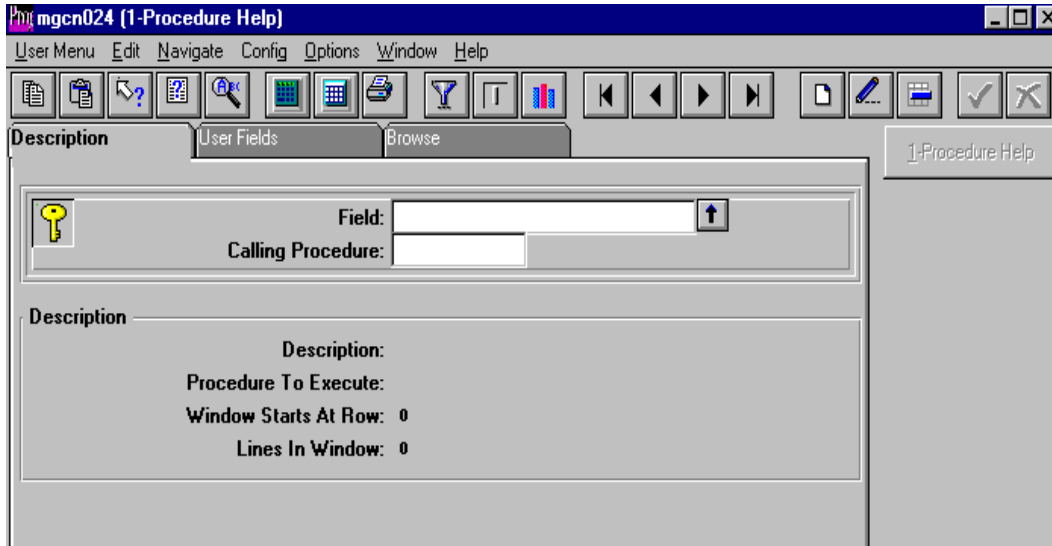 mgcn024 (1-Procedure Help)
User Menu Edit Navigate Config Options Window Help
Description User Fields Browse
1-Procedure Help
Field:
Calling Procedure:
Description
Description:
Procedure To Execute:
Window Starts At Row: 0
Lines In Window: 0